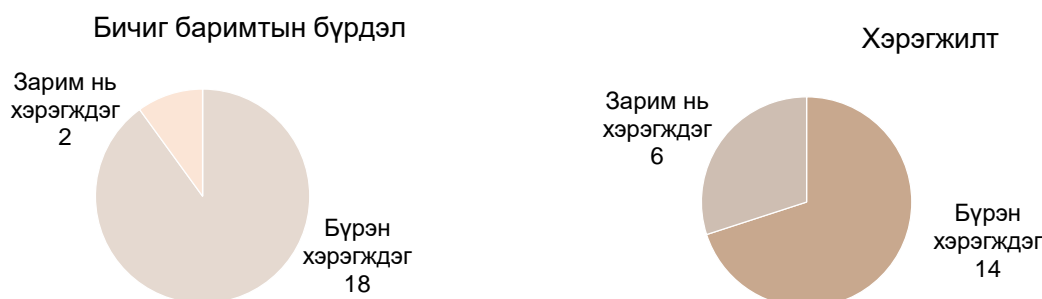 Бичиг баримтын бүрдэл
Зарим нь
хэрэгждэг
2
Бүрэн
хэрэгждэг
18
Хэрэгжилт
Зарим нь
хэрэгждэг
6
Бүрэн
хэрэгждэг
14